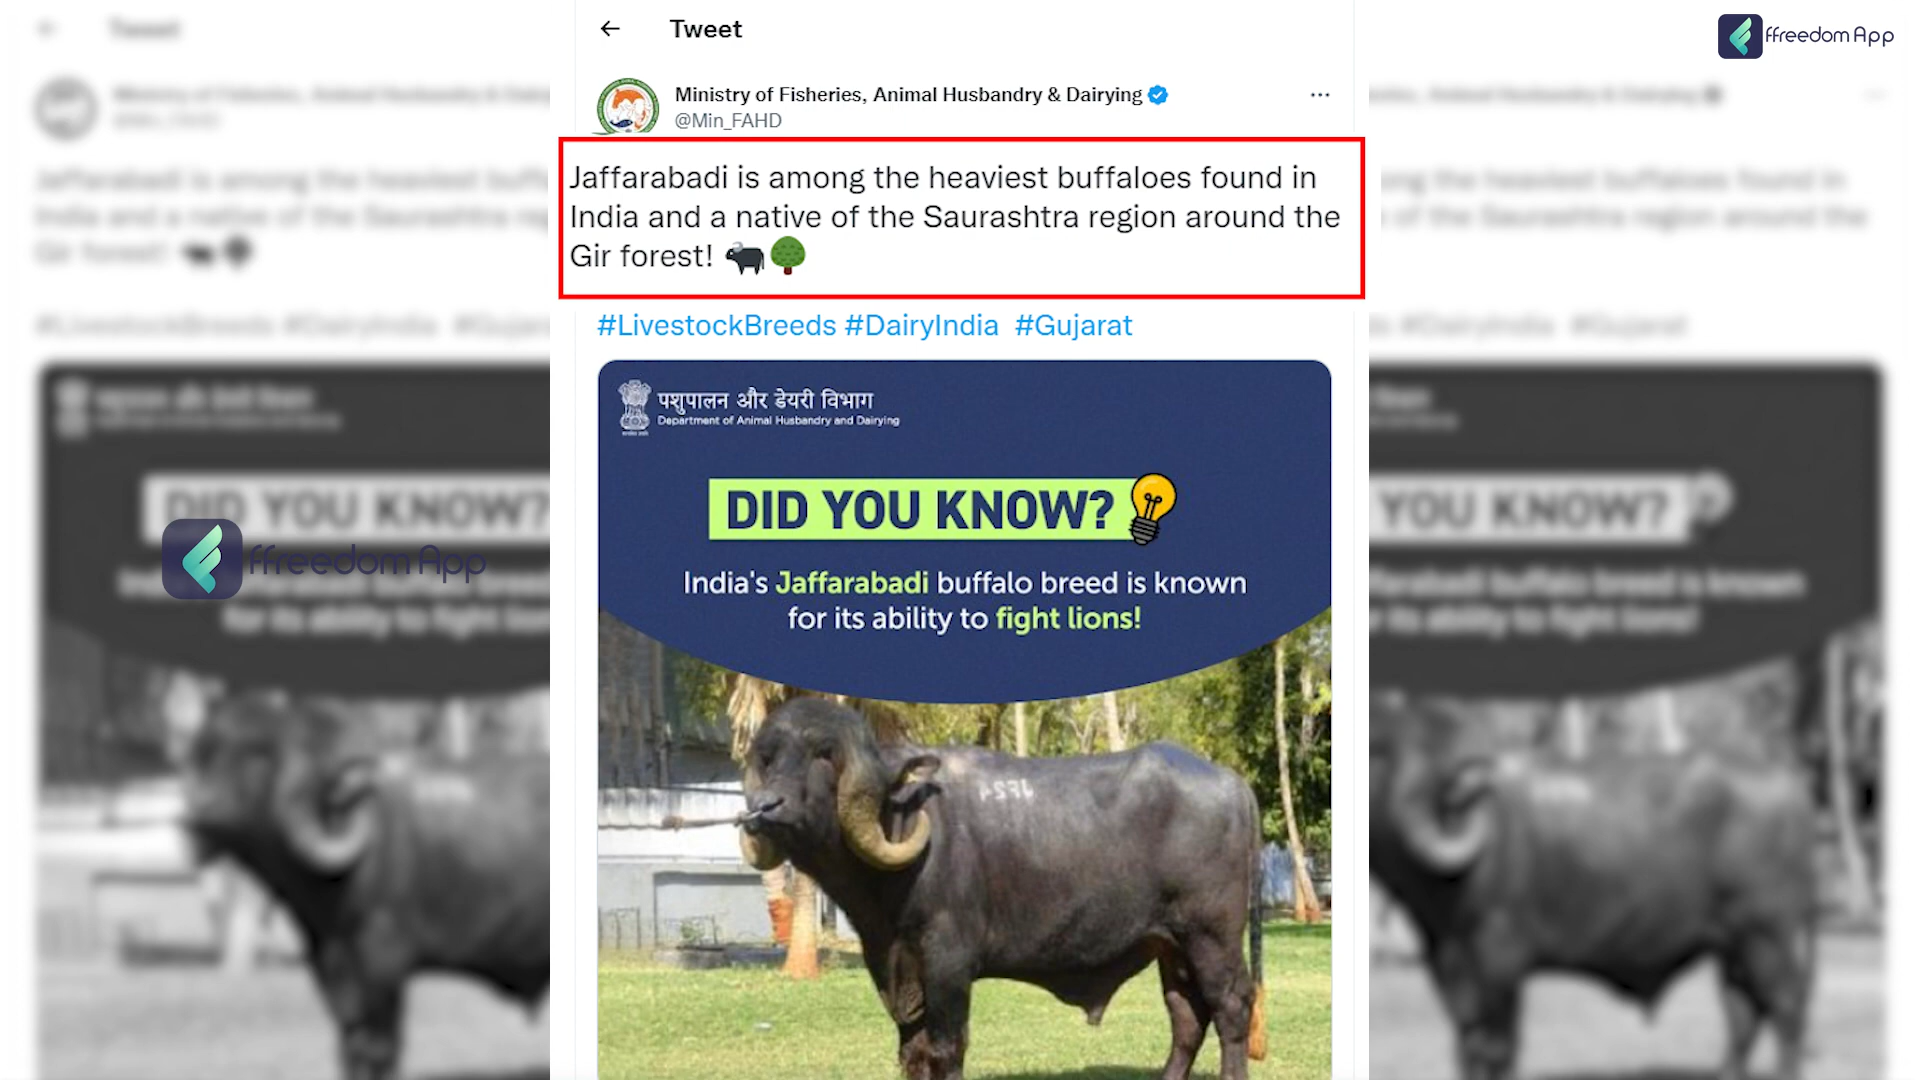 Tweet
ffreedom App
Ministry of Fisheries, Animal Husbandry & Dairying
@Min_FAHD
Jaffarabadi is among the heaviest buffaloes found in
India and a native of the Saurashtra region around the
Gir forest! 🐃🌳
#LivestockBreeds #DairyIndia #Gujarat
पशुपालन और डेयरी विभाग
Department of Animal Husbandry and Dairying
DID YOU KNOW?
India's Jaffarabadi buffalo breed is known
for its ability to fight lions!
ffreedom App